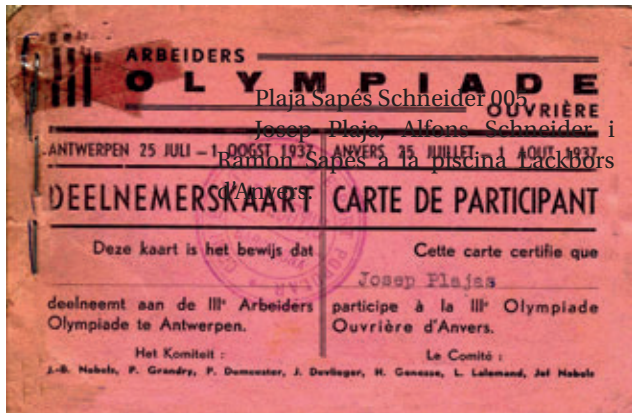 ARBEIDERS
OLYMPIADE
OUVRIÈRE
Plaja Sapés Schneider 005
Josep Plaja, Alfons Schneider i
Ramon Sapés a la piscina Lackbors
d'Anvers.
ANTWERPEN 25 JULI – 1 OOGST 1937
ANVERS 25 JUILLET – 1 AOUT 1937
DEELNEMERSKAART
CARTE DE PARTICIPANT
Deze kaart is het bewijs dat
deelneemt aan de IIIe Arbeiders
Olympiade te Antwerpen.
Het Komiteit :
Cette carte certifie que
Josep Plajas
participe à la IIIe Olympiade
Ouvrière d'Anvers.
Le Comité :
J.-B. Nobels, P. Grandry, F. Demeester, J. Devlieger, H. Genesse, L. Lalemand, Jef Nobels
POPULAR